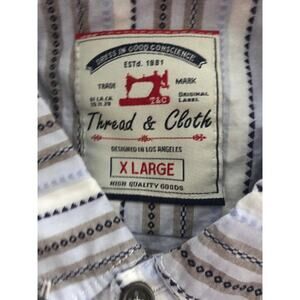 DRESS IN GOOD CONSCIENCE
ESTd. 1981
TRADE MARK
ORIGINAL LABEL
T&C
Thread & Cloth
DESIGNED IN LOS ANGELES
X LARGE
HIGH QUALITY GOODS